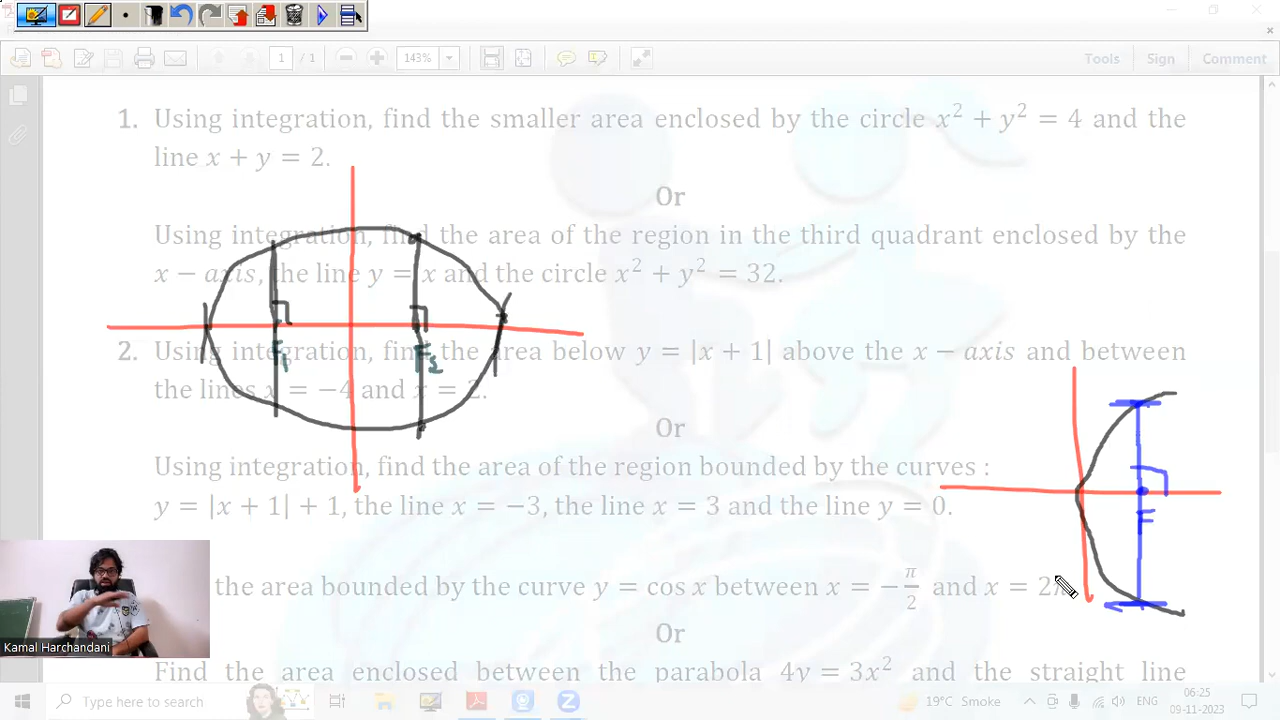 1 / 1
143%
Tools Sign Comment
1. Using integration, find the smaller area enclosed by the circle x² + y² = 4 and the
line x + y = 2.
Or
Using integration, find the area of the region in the third quadrant enclosed by the
x − axis, the line y = x and the circle x² + y² = 32.
F₁ F₂
2. Using integration, find the area below y = |x + 1| above the x − axis and between
the lines x = −4 and x = 2.
Or
Using integration, find the area of the region bounded by the curves :
y = |x + 1| + 1, the line x = −3, the line x = 3 and the line y = 0.
F
the area bounded by the curve y = cos x between x = −π/2 and x = 2
Or
Find the area enclosed between the parabola 4y = 3x² and the straight line
Kamal Harchandani
Type here to search
19°C Smoke
ENG
06:25
09-11-2023